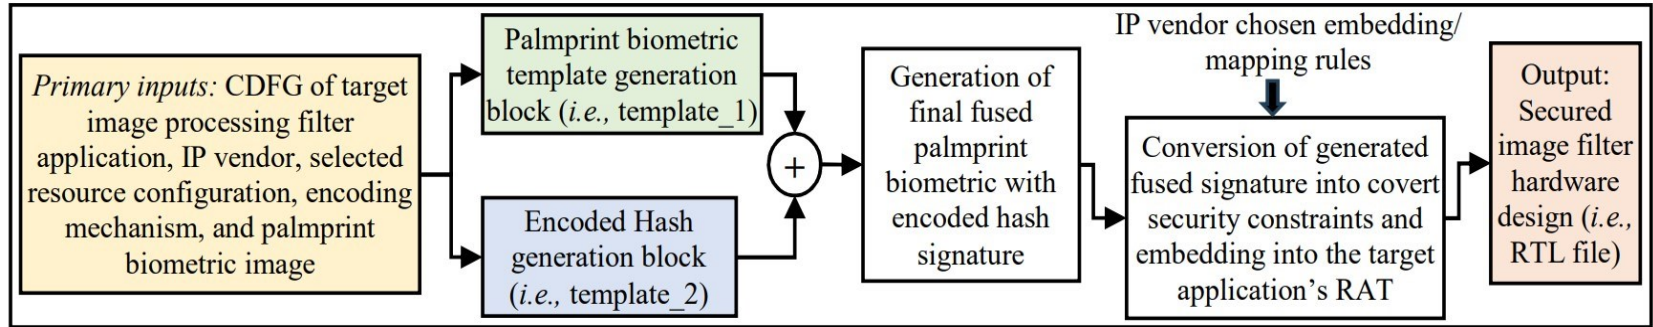 Primary inputs: CDFG of target
image processing filter
application, IP vendor, selected
resource configuration, encoding
mechanism, and palmprint
biometric image
Palmprint biometric
template generation
block (i.e., template_1)
Encoded Hash
generation block
(i.e., template_2)
+
Generation of
final fused
palmprint
biometric with
encoded hash
signature
IP vendor chosen embedding/
mapping rules
Conversion of generated
fused signature into covert
security constraints and
embedding into the target
application’s RAT
Output:
Secured
image filter
hardware
design (i.e.,
RTL file)